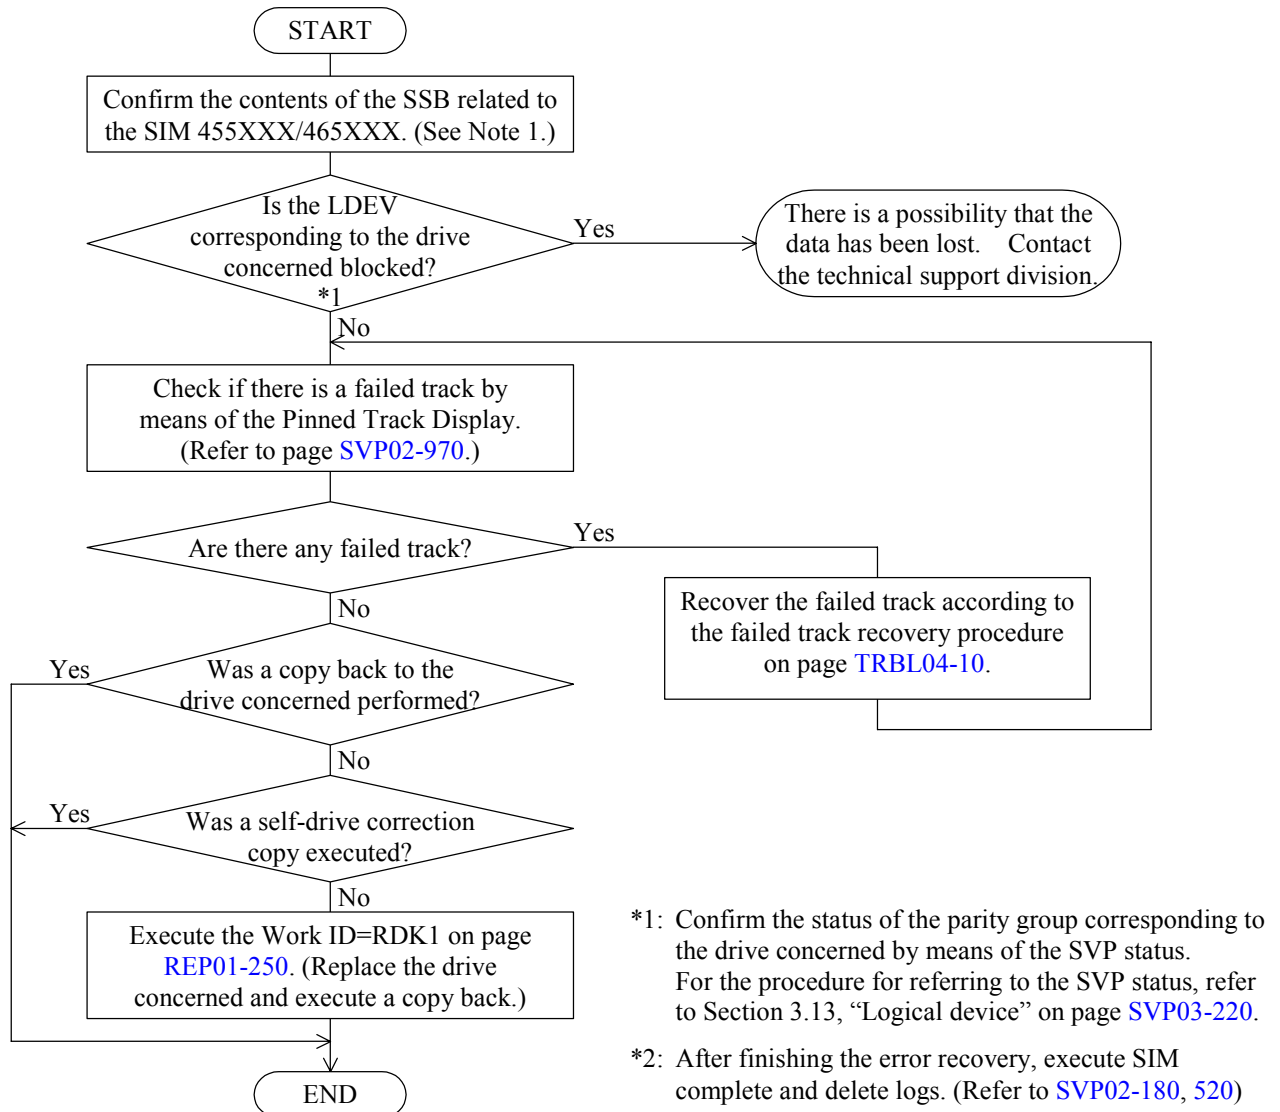 START
Confirm the contents of the SSB related to
the SIM 455XXX/465XXX. (See Note 1.)
Is the LDEV
corresponding to the drive
concerned blocked?
*1
Yes
There is a possibility that the
data has been lost. Contact
the technical support division.
No
Check if there is a failed track by
means of the Pinned Track Display.
(Refer to page SVP02-970.)
Are there any failed track?
Yes
Recover the failed track according to
the failed track recovery procedure
on page TRBL04-10.
No
Yes
Was a copy back to the
drive concerned performed?
No
Yes
Was a self-drive correction
copy executed?
No
Execute the Work ID=RDK1 on page
REP01-250. (Replace the drive
concerned and execute a copy back.)
END
*1: Confirm the status of the parity group corresponding to
the drive concerned by means of the SVP status.
For the procedure for referring to the SVP status, refer
to Section 3.13, “Logical device” on page SVP03-220.
*2: After finishing the error recovery, execute SIM
complete and delete logs. (Refer to SVP02-180, 520)